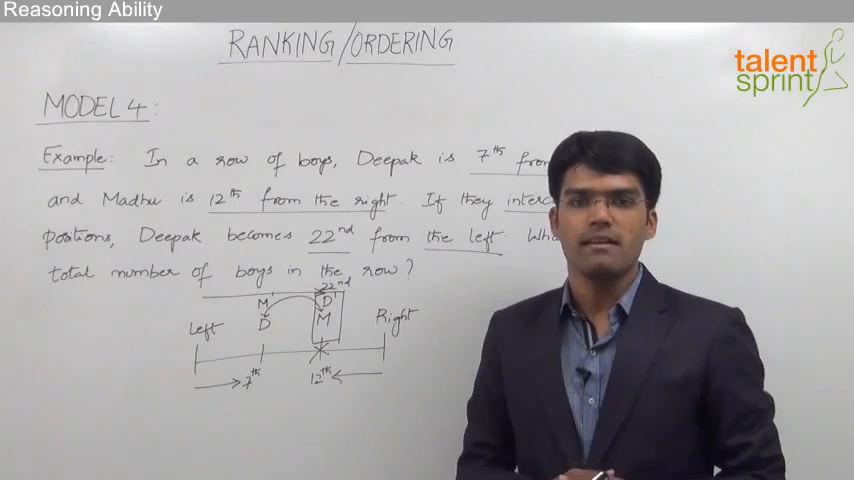 Reasoning Ability
RANKING/ORDERING
talent
sprint
MODEL 4:
Example: In a row of boys, Deepak is 7th from
and Madhu is 12th from the right. If they
positions, Deepak becomes 22nd from the left.
total number of boys in the row?
22nd
M D
D M
Left Right
7th 12th